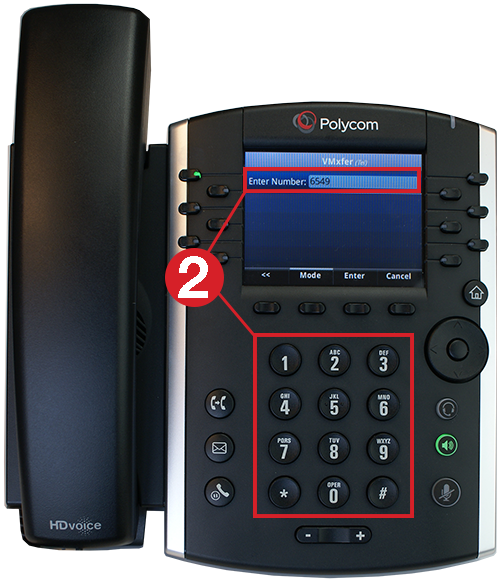 Polycom
VMxfer (Tel)
Enter Number: 6549
<< Mode Enter Cancel
2
1 ABC 2 DEF 3
GHI 4 JKL 5 MNO 6
PQRS 7 TUV 8 WXYZ 9
* OPER 0 #
- +
HDvoice